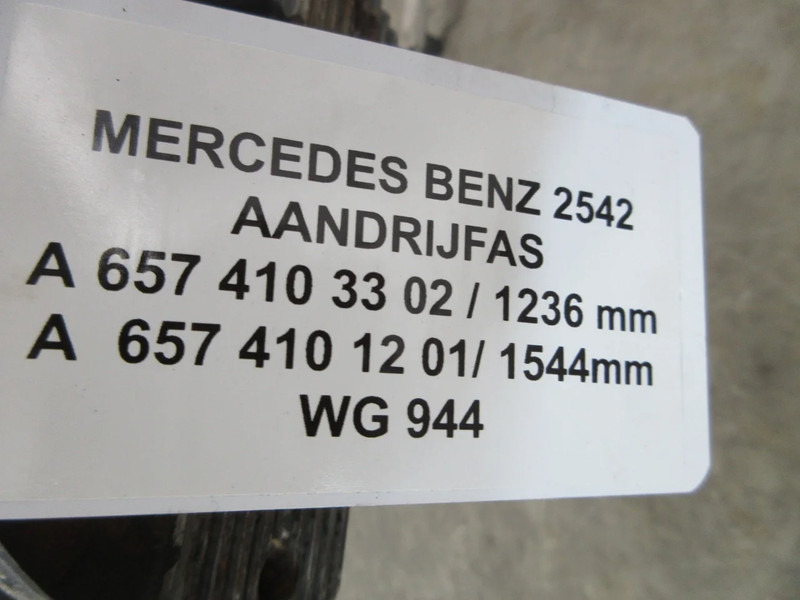 MERCEDES BENZ 2542
AANDRIJFAS
A 657 410 33 02 / 1236 mm
A 657 410 12 01/ 1544mm
WG 944